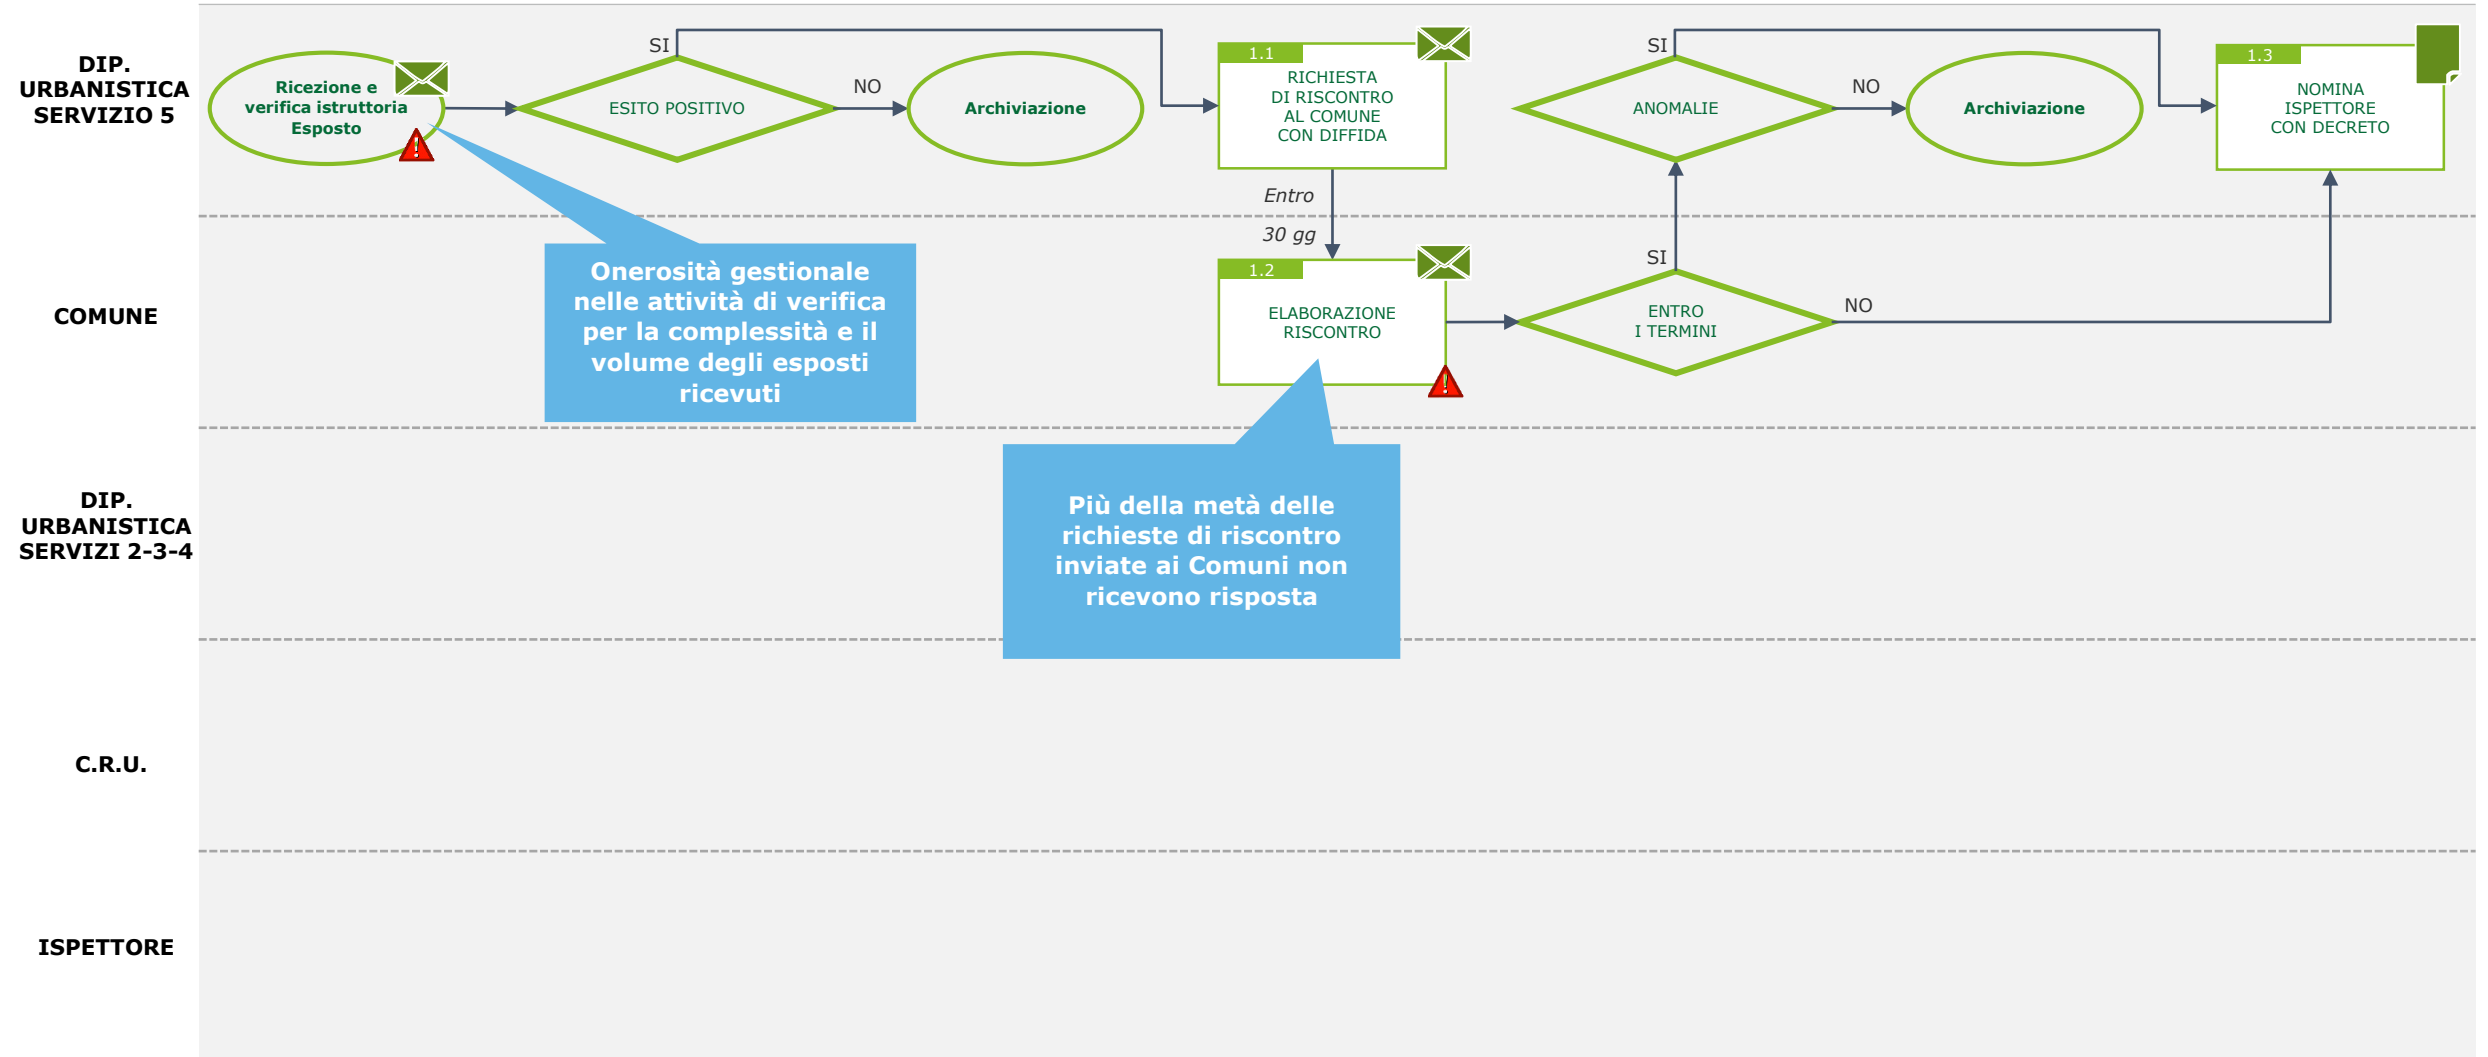 DIP.
URBANISTICA
SERVIZIO 5
Ricezione e
verifica istruttoria
Esposto
SI
ESITO POSITIVO
NO
Archiviazione
1.1
RICHIESTA
DI RISCONTRO
AL COMUNE
CON DIFFIDA
SI
ANOMALIE
NO
Archiviazione
1.3
NOMINA
ISPETTORE
CON DECRETO
Entro
30 gg
COMUNE
Onerosità gestionale
nelle attività di verifica
per la complessità e il
volume degli esposti
ricevuti
1.2
ELABORAZIONE
RISCONTRO
SI
ENTRO
I TERMINI
NO
DIP.
URBANISTICA
SERVIZI 2-3-4
Più della metà delle
richieste di riscontro
inviate ai Comuni non
ricevono risposta
C.R.U.
ISPETTORE